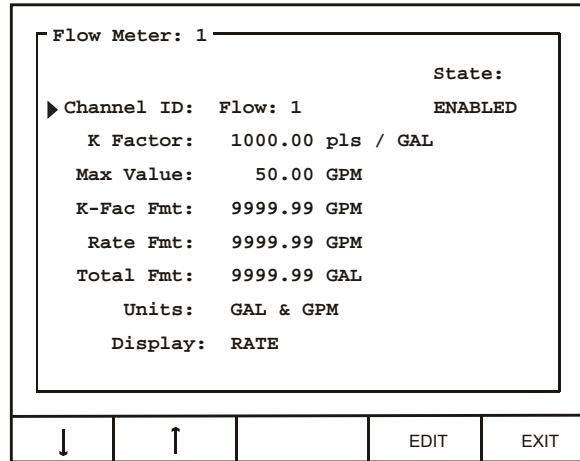 Flow Meter: 1
State:
Channel ID: Flow: 1 ENABLED
K Factor: 1000.00 pls / GAL
Max Value: 50.00 GPM
K-Fac Fmt: 9999.99 GPM
Rate Fmt: 9999.99 GPM
Total Fmt: 9999.99 GAL
Units: GAL & GPM
Display: RATE
↓ ↑ EDIT EXIT